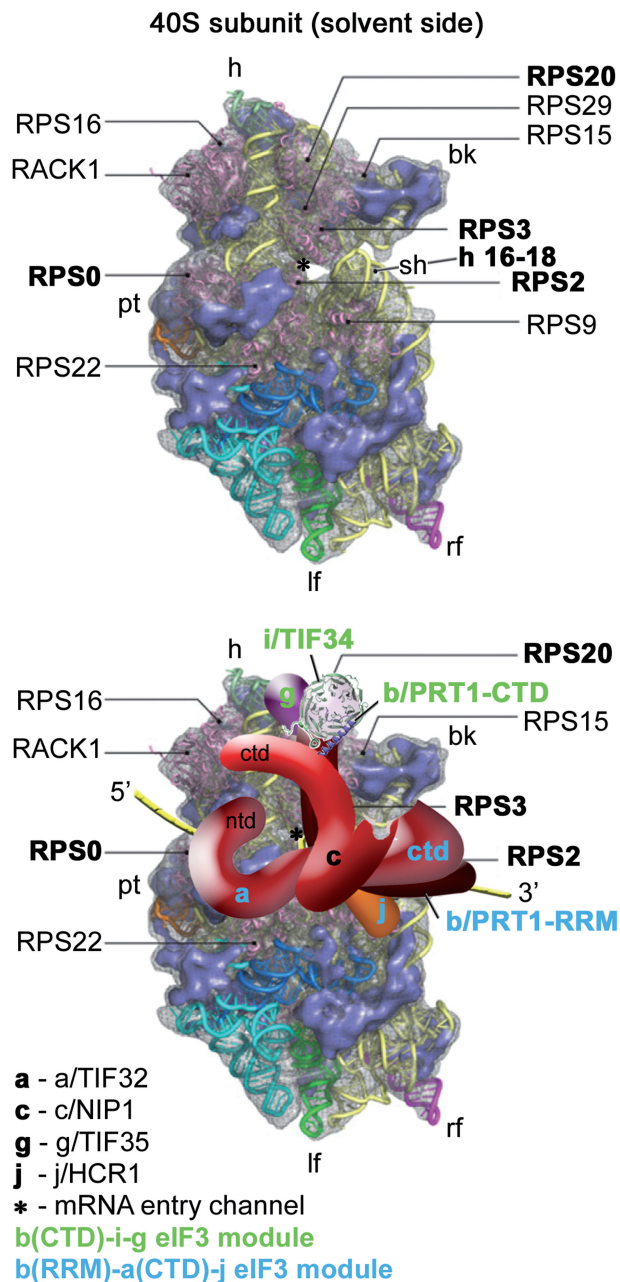 40S subunit (solvent side)
h
RPS20
RPS16
RPS29
RPS15
bk
RACK1
RPS3
sh
h 16-18
*
RPS0
RPS2
pt
RPS9
RPS22
rf
lf
i/TIF34
h
RPS20
g
b/PRT1-CTD
RPS16
RPS15
bk
RACK1
ctd
5’
RPS3
ntd
*
RPS0
c
ctd
RPS2
pt
a
j
3’
b/PRT1-RRM
RPS22
a - a/TIF32
c - c/NIP1
g - g/TIF35
rf
j - j/HCR1
lf
* - mRNA entry channel
b(CTD)-i-g eIF3 module
b(RRM)-a(CTD)-j eIF3 module